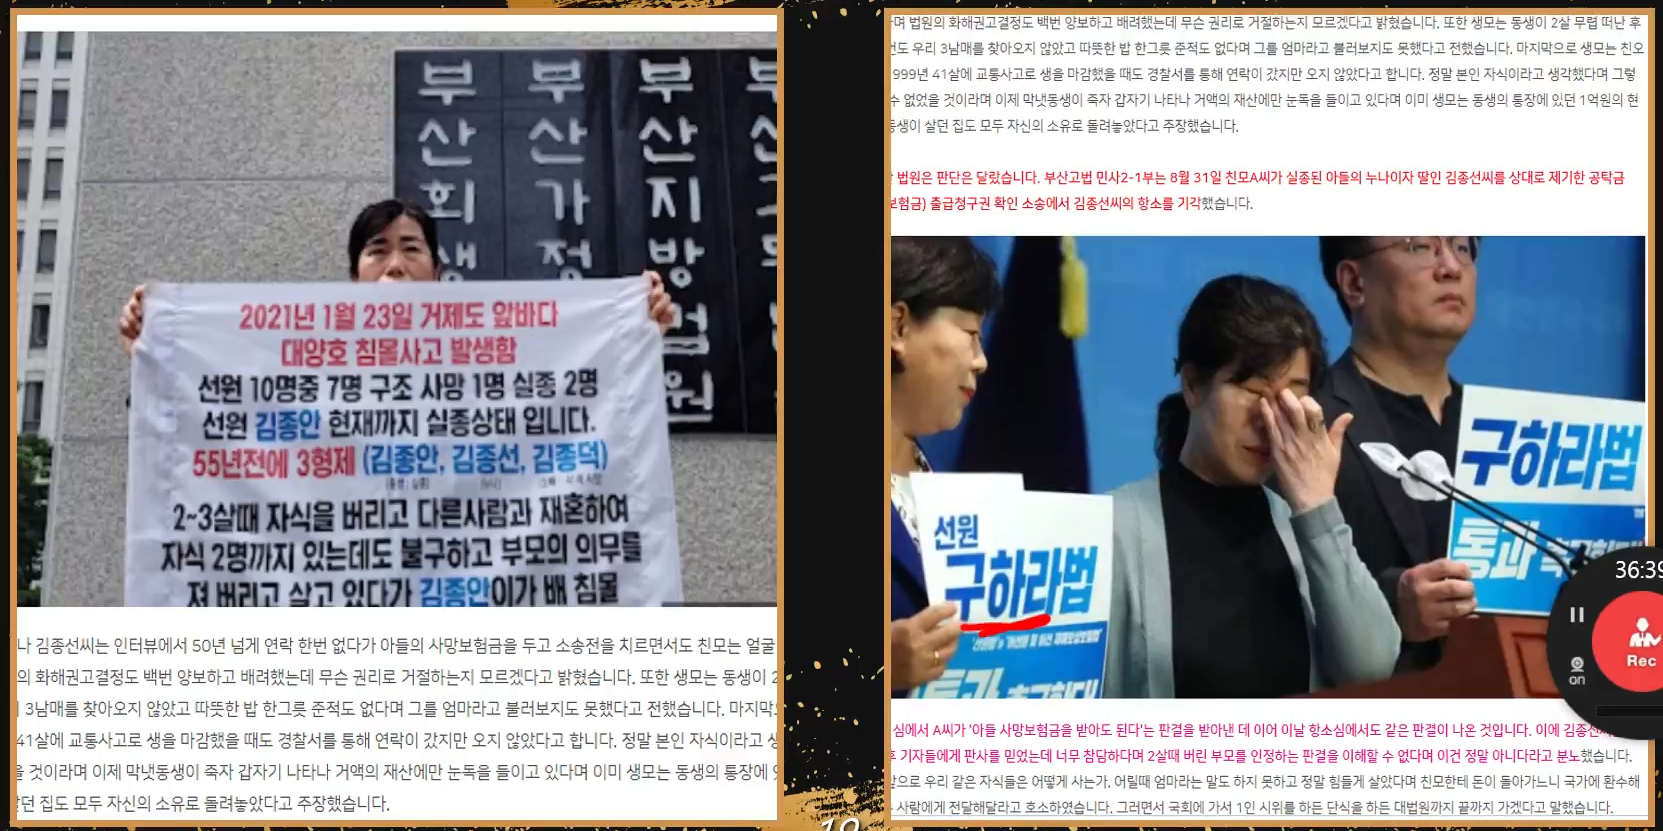 부산회생
부산가정
부산지방법원
2021년 1월 23일 거제도 앞바다
대양호 침몰사고 발생함
선원 10명중 7명 구조 사망 1명 실종 2명
선원 김종안 현재까지 실종상태 입니다.
55년전에 3형제 (김종안, 김종선, 김종덕)
2~3살때 자식을 버리고 다른사람과 재혼하여
자식 2명까지 있는데도 불구하고 부모의 의무를
져 버리고 살고 있다가 김종안이가 배 침몰
나 김종선씨는 인터뷰에서 50년 넘게 연락 한번 없다가 아들의 사망보험금을 두고 소송전을 치르면서도 친모는 얼굴
의 화해권고결정도 백번 양보하고 배려했는데 무슨 권리로 거절하는지 모르겠다고 밝혔습니다. 또한 생모는 동생이 2
3남매를 찾아오지 않았고 따뜻한 밥 한그릇 준적도 없다며 그를 엄마라고 불러보지도 못했다고 전했습니다. 마지막
41살에 교통사고로 생을 마감했을 때도 경찰서를 통해 연락이 갔지만 오지 않았다고 합니다. 정말 본인 자식이라고 생
을 것이라며 이제 막냇동생이 죽자 갑자기 나타나 거액의 재산에만 눈독을 들이고 있다며 이미 생모는 동생의 통장에
던 집도 모두 자신의 소유로 돌려놓았다고 주장했습니다.
며 법원의 화해권고결정도 백번 양보하고 배려했는데 무슨 권리로 거절하는지 모르겠다고 밝혔습니다. 또한 생모는 동생이 2살 무렵 떠난 후
번도 우리 3남매를 찾아오지 않았고 따뜻한 밥 한그릇 준적도 없다며 그를 엄마라고 불러보지도 못했다고 전했습니다. 마지막으로 생모는 친오
999년 41살에 교통사고로 생을 마감했을 때도 경찰서를 통해 연락이 갔지만 오지 않았다고 합니다. 정말 본인 자식이라고 생각했다며 그렇
수 없었을 것이라며 이제 막냇동생이 죽자 갑자기 나타나 거액의 재산에만 눈독을 들이고 있다며 이미 생모는 동생의 통장에 있던 1억원의 현
동생이 살던 집도 모두 자신의 소유로 돌려놓았다고 주장했습니다.
법원은 판단은 달랐습니다. 부산고법 민사2-1부는 8월 31일 친모A씨가 실종된 아들의 누나이자 딸인 김종선씨를 상대로 제기한 공탁금
보험금) 출급청구권 확인 소송에서 김종선씨의 항소를 기각했습니다.
구하라법
통과 촉구하다
선원
구하라법
통과 촉구한다
36:39
Rec
on
심에서 A씨가 '아들 사망보험금을 받아도 된다'는 판결을 받아낸 데 이어 이날 항소심에서도 같은 판결이 나온 것입니다. 이에 김종선
후 기자들에게 판사를 믿었는데 너무 참담하다며 2살때 버린 부모를 인정하는 판결을 이해할 수 없다며 이건 정말 아니다라고 분노했습니다.
앞으로 우리 같은 자식들은 어떻게 사는가. 어릴때 엄마라는 말도 하지 못하고 정말 힘들게 살았다며 친모한테 돈이 돌아가느니 국가에 환수해
사람에게 전달해달라고 호소하였습니다. 그러면서 국회에 가서 1인 시위를 하든 단식을 하든 대법원까지 끝까지 가겠다고 말했습니다.